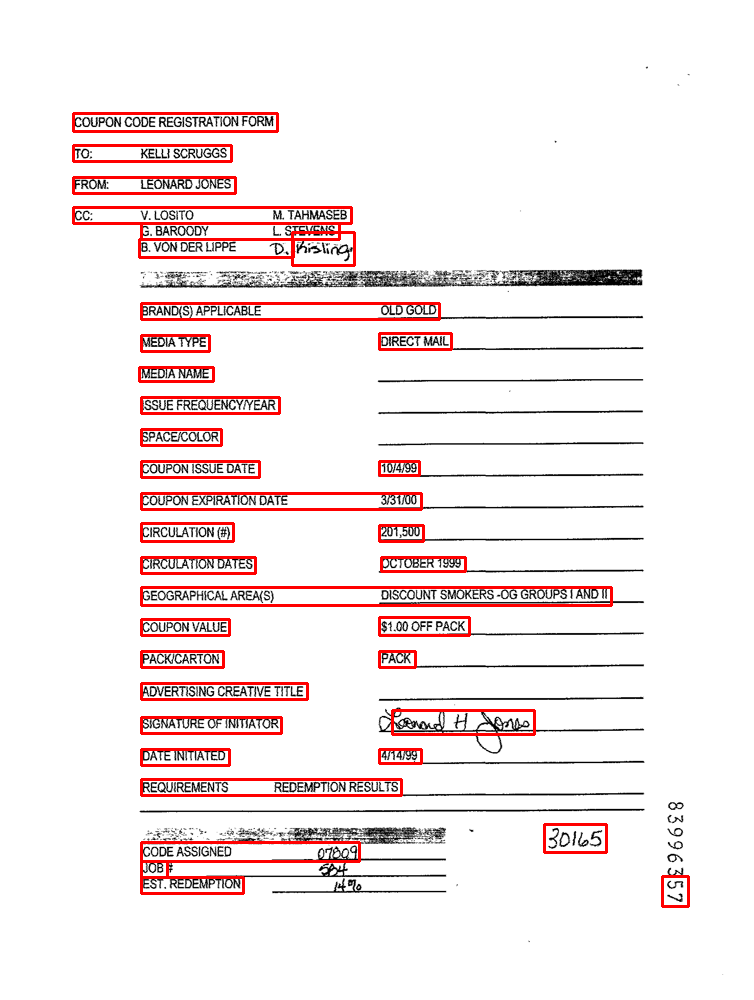 COUPON CODE REGISTRATION FORM
TO: KELLI SCRUGGS
FROM: LEONARD JONES
CC: V. LOSITO M. TAHMASEB
G. BAROODY L. STEVENS
B. VON DER LIPPE D. Kisling
BRAND(S) APPLICABLE OLD GOLD
MEDIA TYPE DIRECT MAIL
MEDIA NAME
ISSUE FREQUENCY/YEAR
SPACE/COLOR
COUPON ISSUE DATE 10/4/99
COUPON EXPIRATION DATE 3/31/00
CIRCULATION (#) 201,500
CIRCULATION DATES OCTOBER 1999
GEOGRAPHICAL AREA(S) DISCOUNT SMOKERS -OG GROUPS I AND II
COUPON VALUE $1.00 OFF PACK
PACK/CARTON PACK
ADVERTISING CREATIVE TITLE
SIGNATURE OF INITIATOR Leonard H Jones
DATE INITIATED 4/14/99
REQUIREMENTS REDEMPTION RESULTS
30165
CODE ASSIGNED 07809
JOB # 584
EST. REDEMPTION 14%
83996357